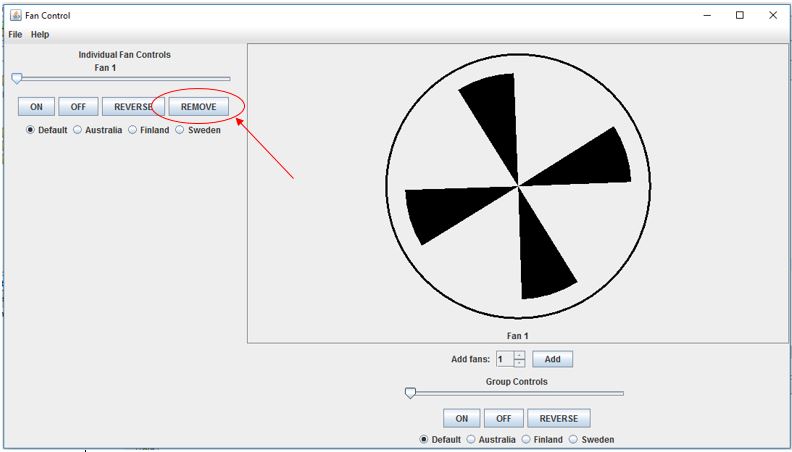 Fan Control
File Help
Individual Fan Controls
Fan 1
ON OFF REVERSE REMOVE
Default Australia Finland Sweden
Fan 1
Add fans: 1 Add
Group Controls
ON OFF REVERSE
Default Australia Finland Sweden